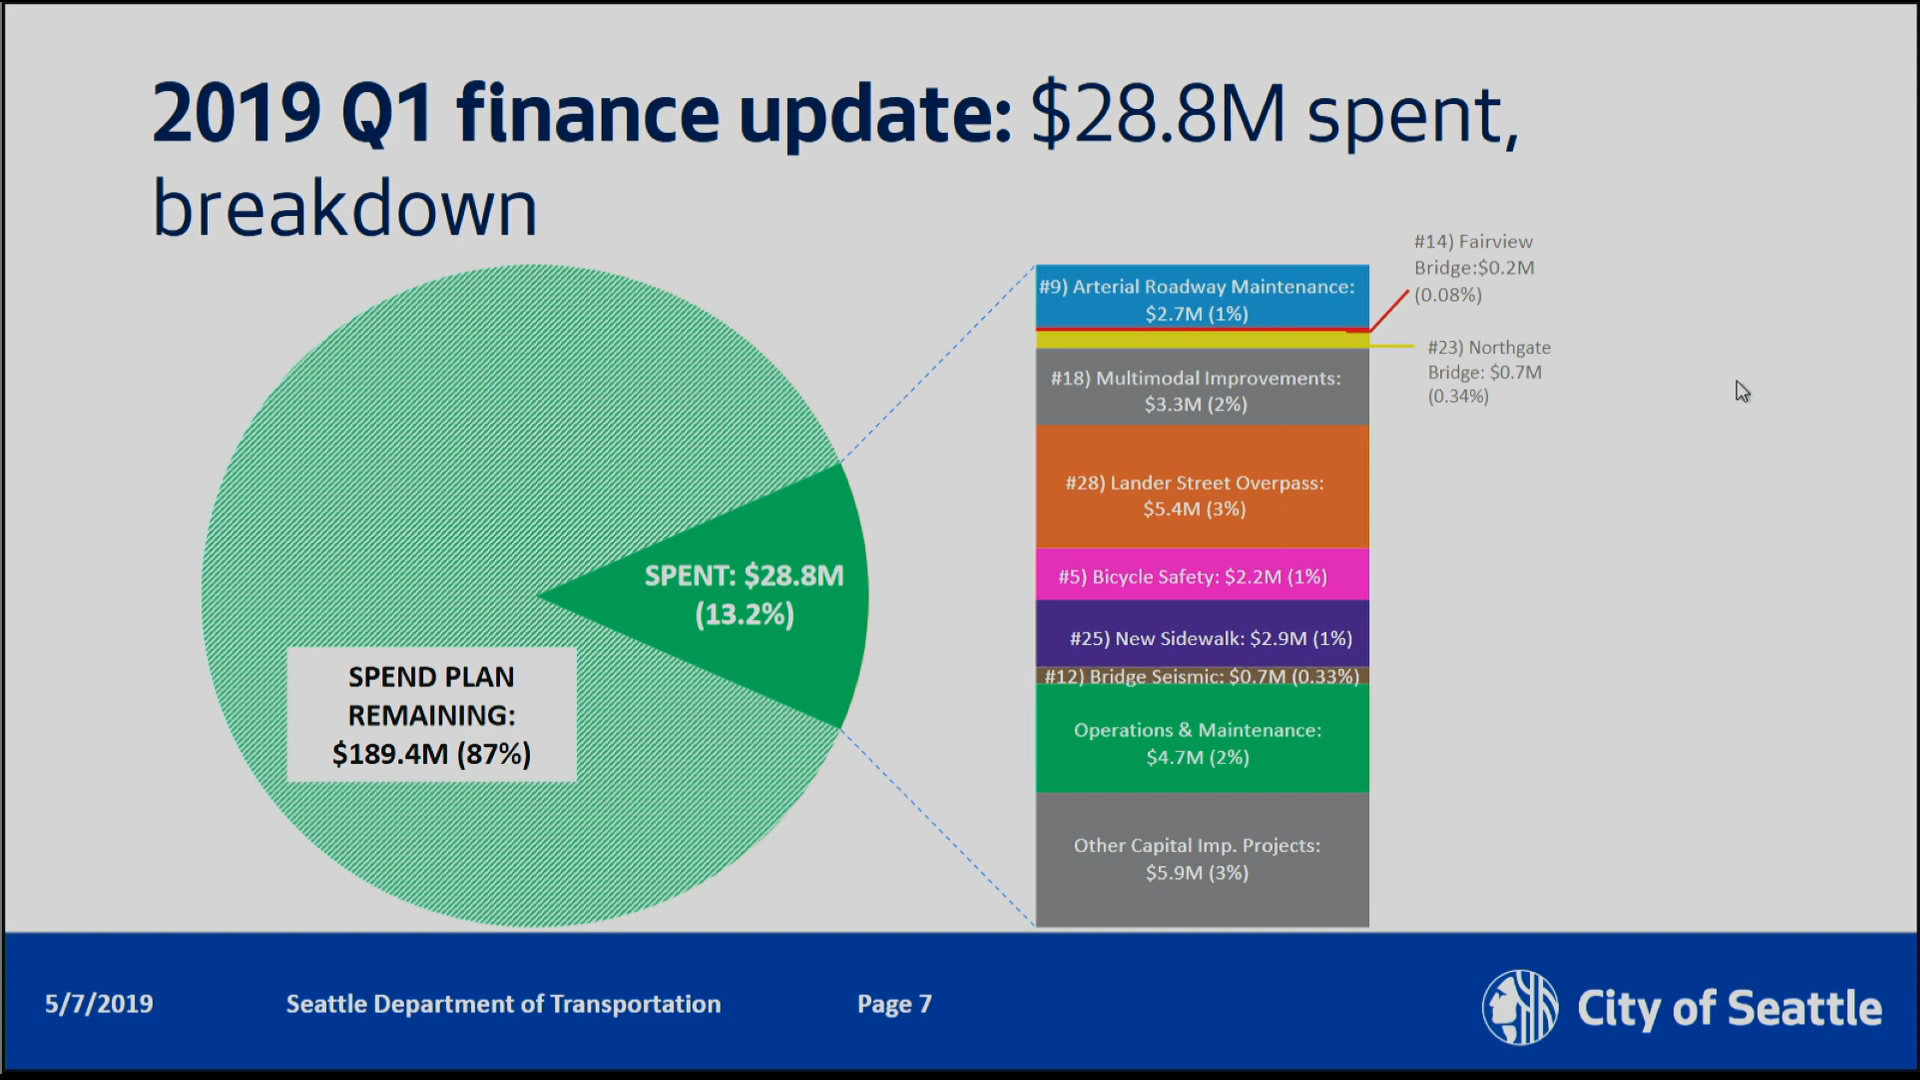 2019 Q1 finance update: $28.8M spent,
breakdown
#14) Fairview
Bridge:$0.2M
(0.08%)
#9) Arterial Roadway Maintenance:
$2.7M (1%)
#23) Northgate
Bridge: $0.7M
(0.34%)
#18) Multimodal Improvements:
$3.3M (2%)
#28) Lander Street Overpass:
$5.4M (3%)
#5) Bicycle Safety: $2.2M (1%)
#25) New Sidewalk: $2.9M (1%)
#12) Bridge Seismic: $0.7M (0.33%)
Operations & Maintenance:
$4.7M (2%)
Other Capital Imp. Projects:
$5.9M (3%)
SPENT: $28.8M
(13.2%)
SPEND PLAN
REMAINING:
$189.4M (87%)
5/7/2019
Seattle Department of Transportation
Page 7
City of Seattle